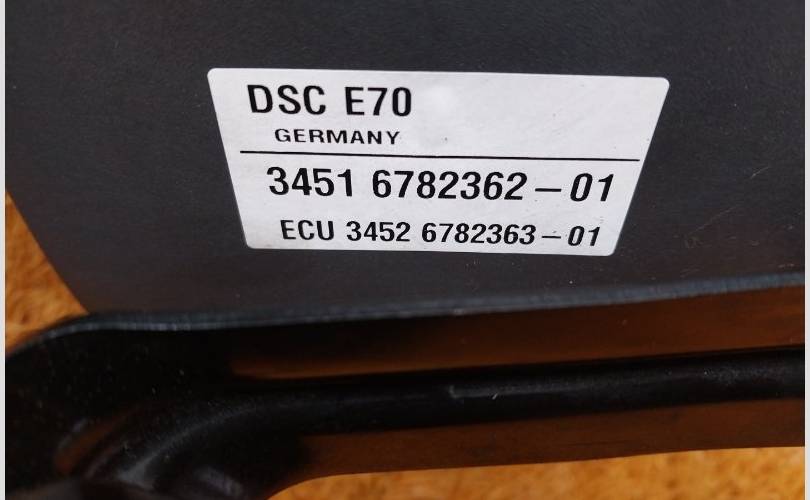 DSC E70
GERMANY
3451 6782362-01
ECU 3452 6782363-01